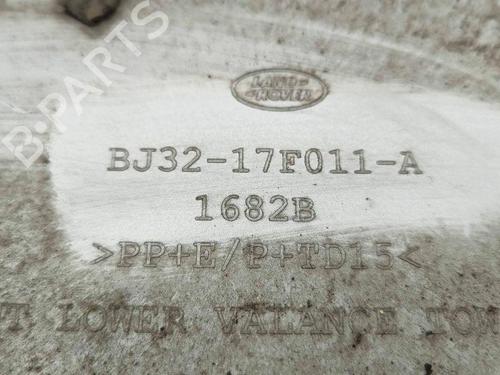 B-PARTS
LAND-
-ROVER
BJ32-17F011-A
1682B
>PP+E/P+TD15<
LOWER VALANCE